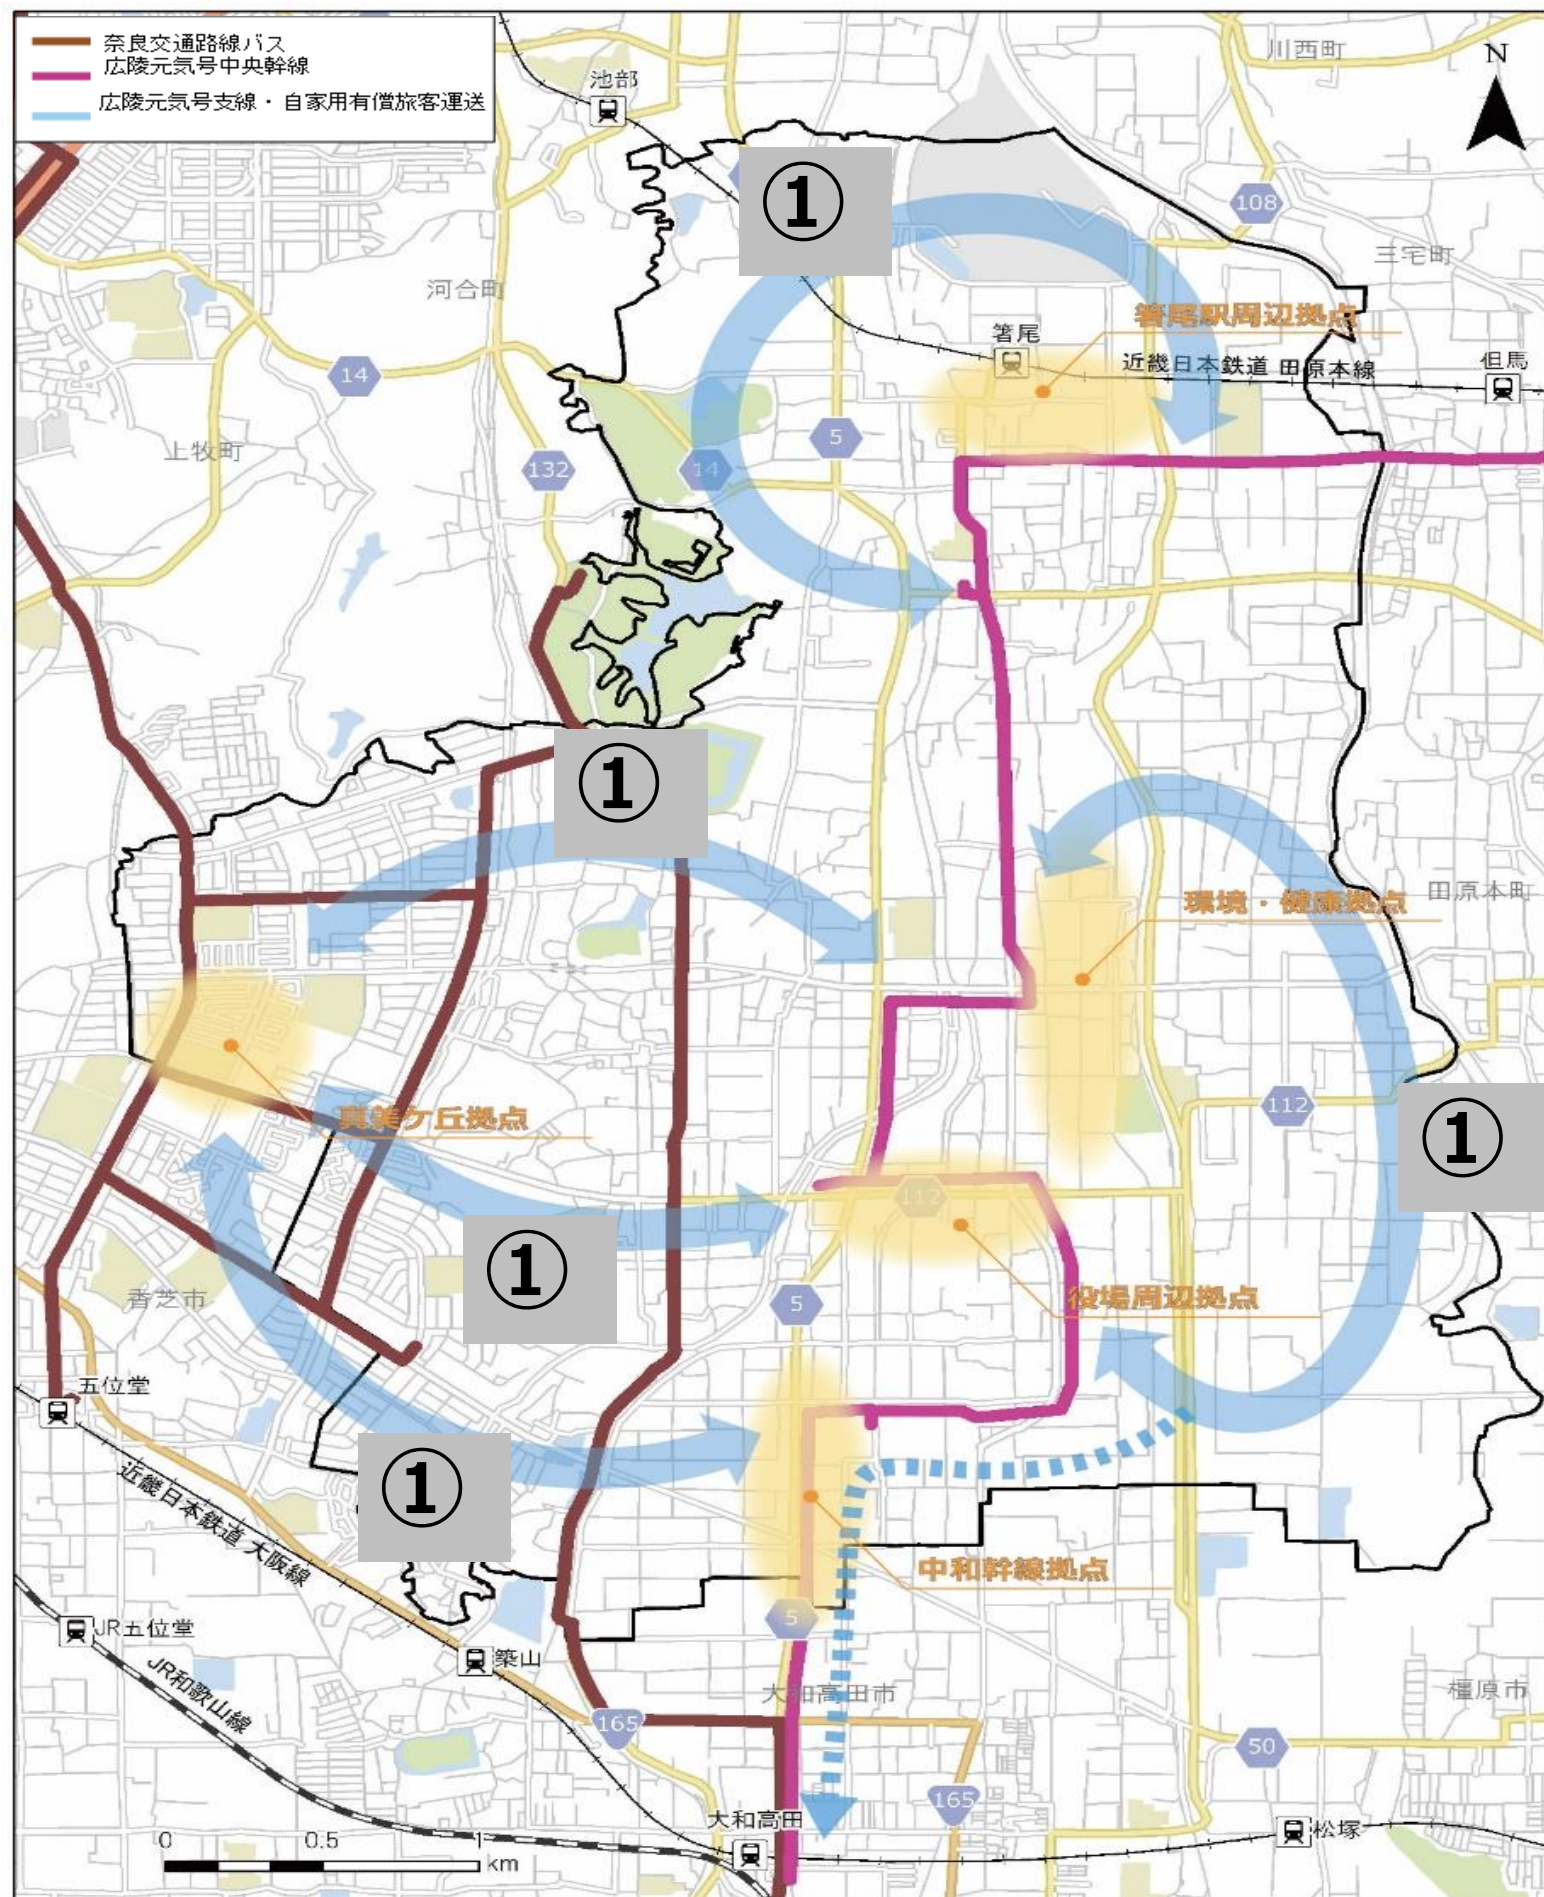 奈良交通路線バス
広陵元気号中央幹線
広陵元気号支線・自家用有償旅客運送
川西町
N
池部
①
108
三宅町
河合町
箸尾駅周辺拠点
箸尾
近畿日本鉄道 田原本線
但馬
14
5
上牧町
132
14
①
田原本町
環境・健康拠点
真美ケ丘拠点
112
①
112
①
香芝市
5
役場周辺拠点
五位堂
①
近畿日本鉄道 大阪線
中和幹線拠点
5
JR五位堂
築山
JR和歌山線
大和高田市
橿原市
165
50
165
大和高田
松塚
0 0.5 1
km